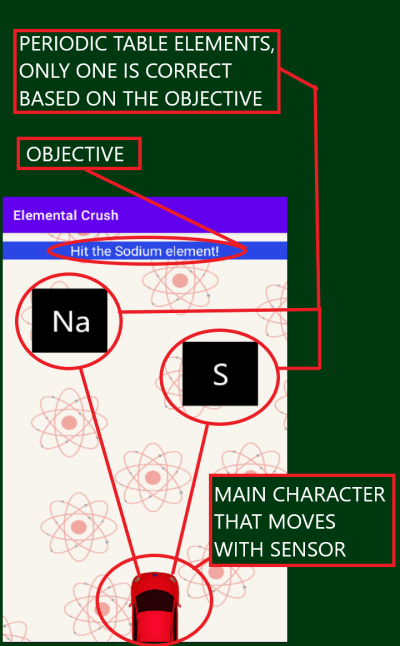 PERIODIC TABLE ELEMENTS,
ONLY ONE IS CORRECT
BASED ON THE OBJECTIVE
OBJECTIVE
Elemental Crush
Hit the Sodium element!
Na
S
MAIN CHARACTER
THAT MOVES
WITH SENSOR